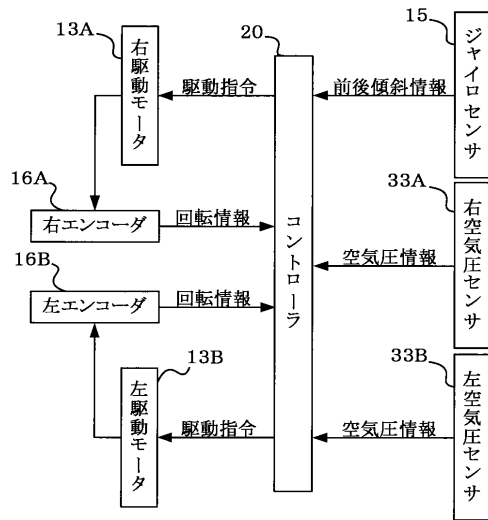 13A
20
15
右駆動モータ
駆動指令
前後傾斜情報
ジャイロセンサ
16A
33A
右エンコーダ
回転情報
コントローラ
右空気圧センサ
16B
空気圧情報
左エンコーダ
回転情報
13B
33B
左駆動モータ
駆動指令
空気圧情報
左空気圧センサ